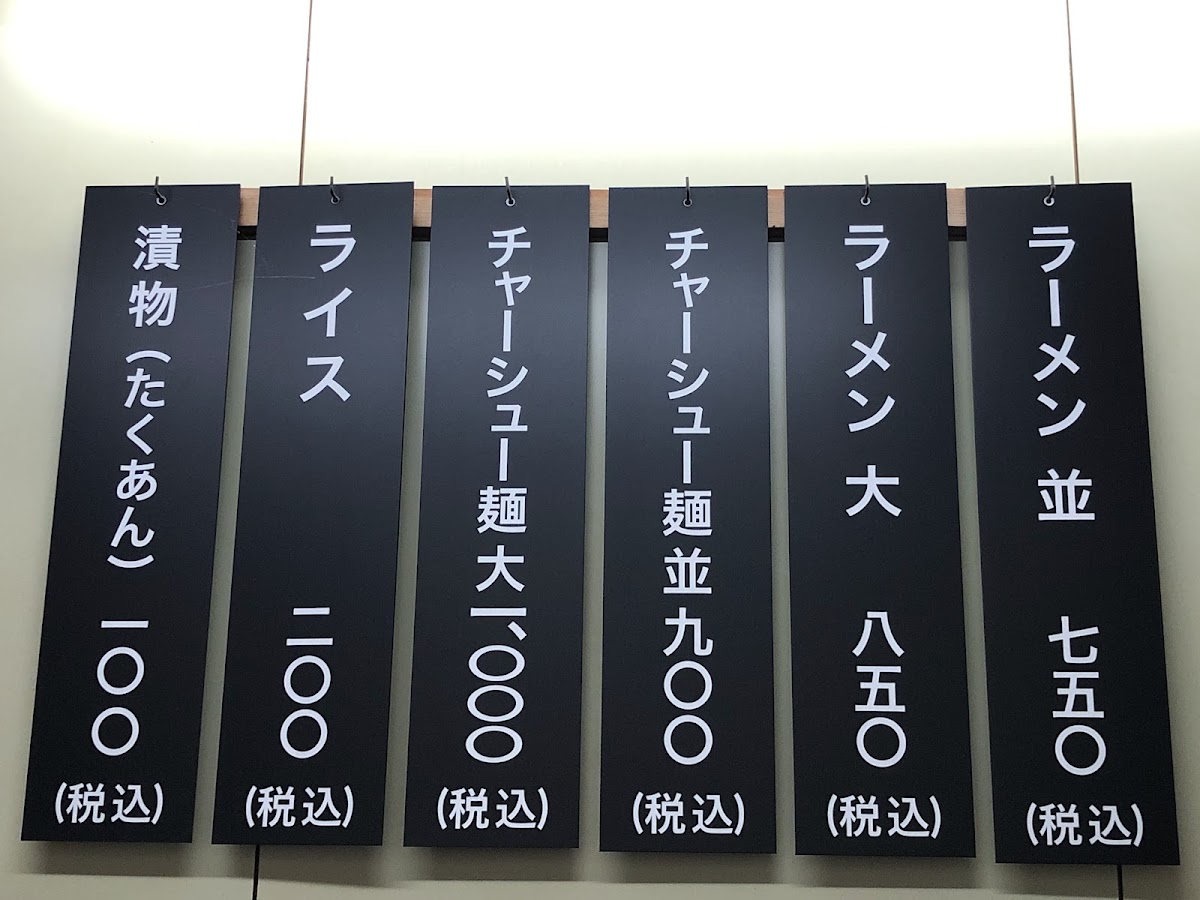 ラーメン 並 七五〇
(税込)
ラーメン 大 八五〇
(税込)
チャーシュー麺 並 九〇〇
(税込)
チャーシュー麺 大 一、〇〇〇
(税込)
ライス 二〇〇
(税込)
漬物(たくあん) 一〇〇
(税込)